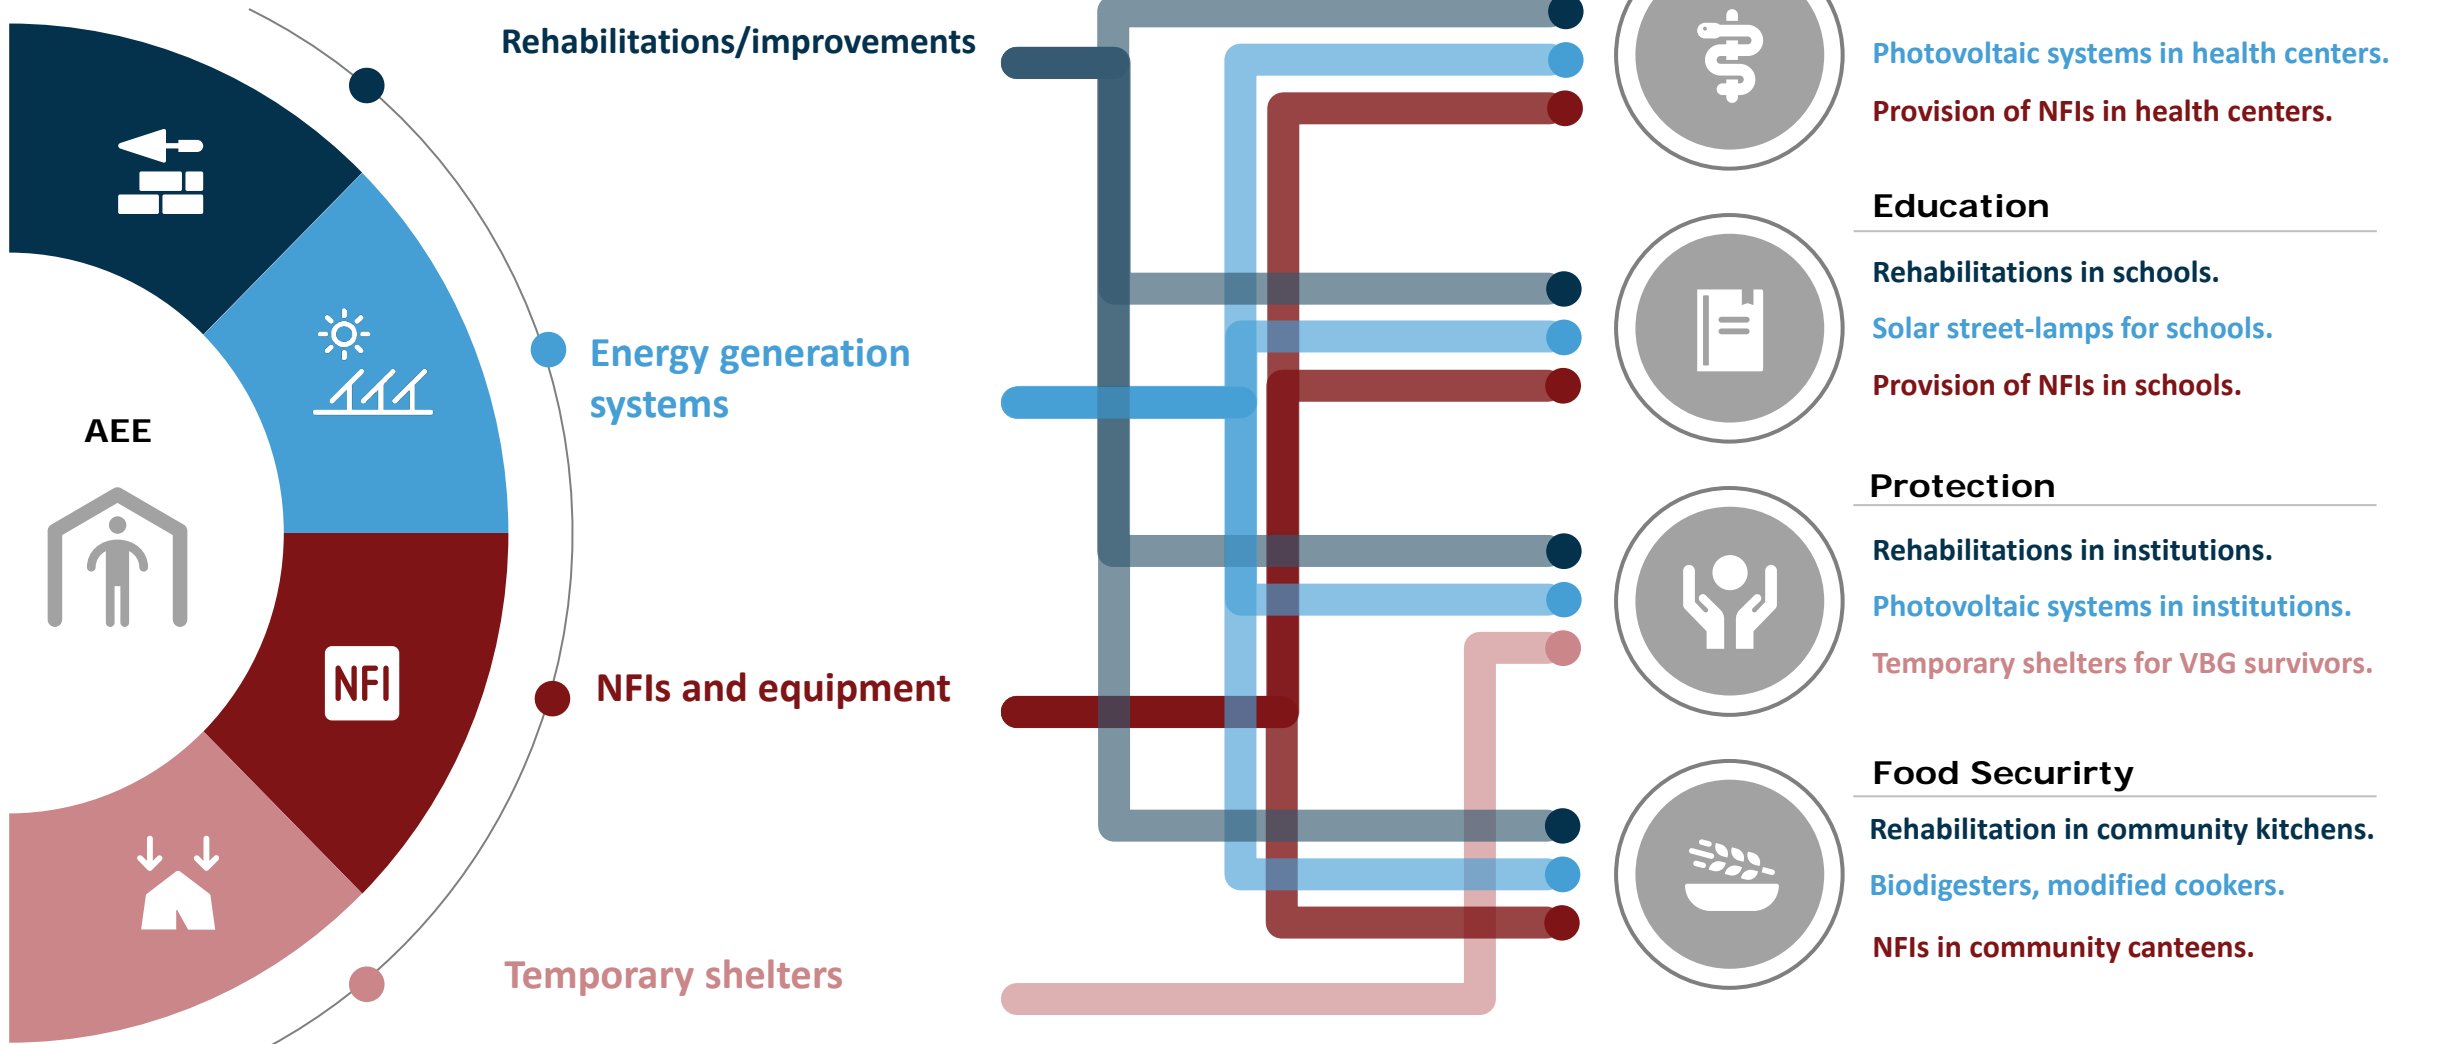 Rehabilitations/improvements
AEE
Energy generation
systems
NFI
NFIs and equipment
Temporary shelters
Photovoltaic systems in health centers.
Provision of NFIs in health centers.
Education
Rehabilitations in schools.
Solar street-lamps for schools.
Provision of NFIs in schools.
Protection
Rehabilitations in institutions.
Photovoltaic systems in institutions.
Temporary shelters for VBG survivors.
Food Securirty
Rehabilitation in community kitchens.
Biodigesters, modified cookers.
NFIs in community canteens.